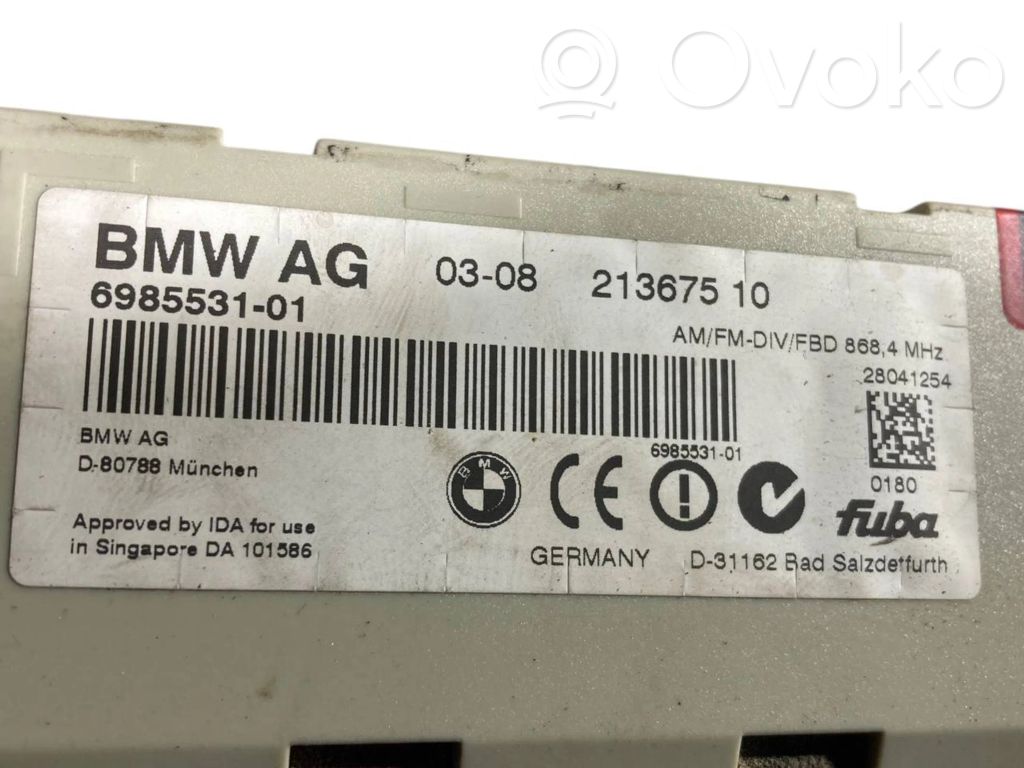 Ovoko
BMW AG 03-08 213675 10
6985531-01
AM/FM-DIV/FBD 868,4 MHz
28041254
6985531-01
BMW AG
D-80788 München
BMW CE
0180
fuba
Approved by IDA for use
in Singapore DA 101586
GERMANY D-31162 Bad Salzdetfurth